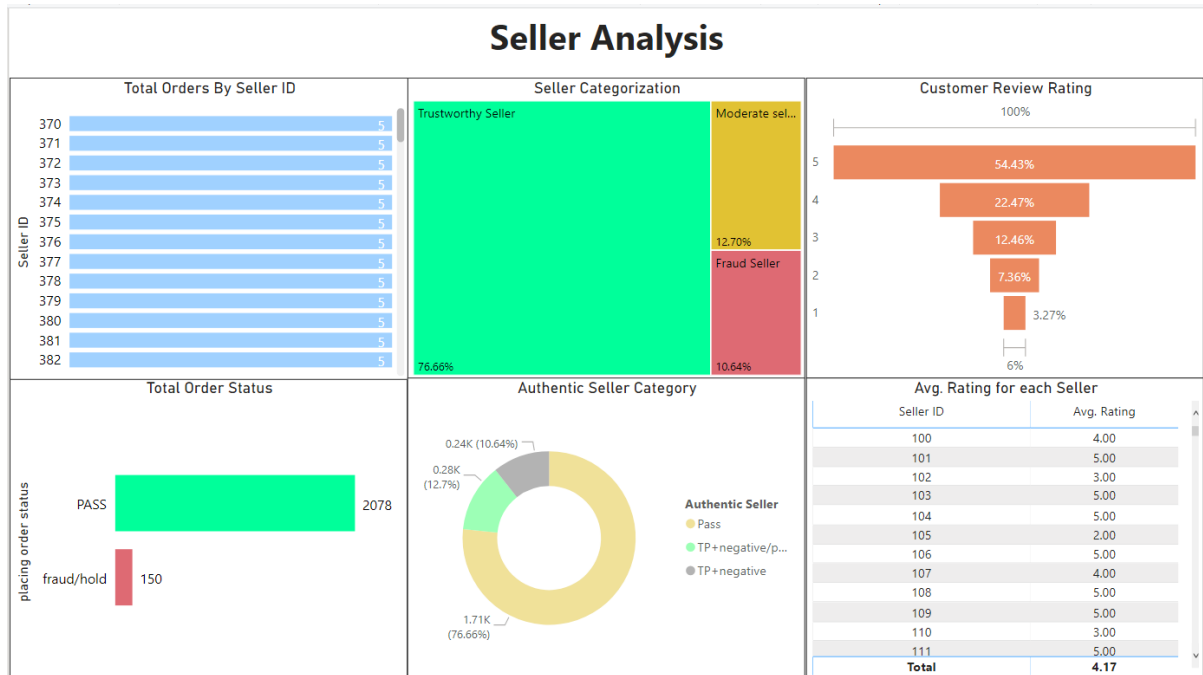 Seller Analysis
Total Orders By Seller ID
Seller ID
370 5
371 5
372 5
373 5
374 5
375 5
376 5
377 5
378 5
379 5
380 5
381 5
382 5
Seller Categorization
Trustworthy Seller
76.66%
Moderate sel...
12.70%
Fraud Seller
10.64%
Customer Review Rating
100%
5 54.43%
4 22.47%
3 12.46%
2 7.36%
1 3.27%
6%
Total Order Status
placing order status
PASS 2078
fraud/hold 150
Authentic Seller Category
0.24K (10.64%)
0.28K
(12.7%)
1.71K
(76.66%)
Authentic Seller
Pass
TP+negative/p...
TP+negative
Avg. Rating for each Seller
Seller ID Avg. Rating
100 4.00
101 5.00
102 3.00
103 5.00
104 5.00
105 2.00
106 5.00
107 4.00
108 5.00
109 5.00
110 3.00
111 5.00
Total 4.17